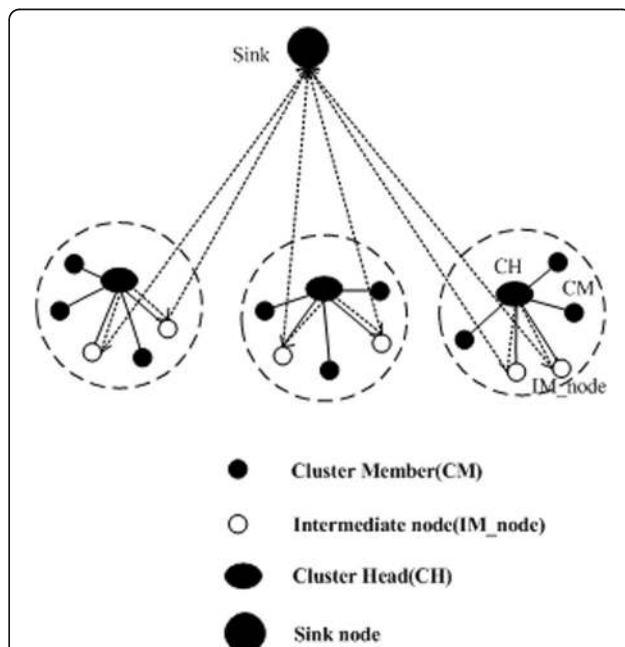 Sink
CH
CM
IM_node
Cluster Member(CM)
Intermediate node(IM_node)
Cluster Head(CH)
Sink node